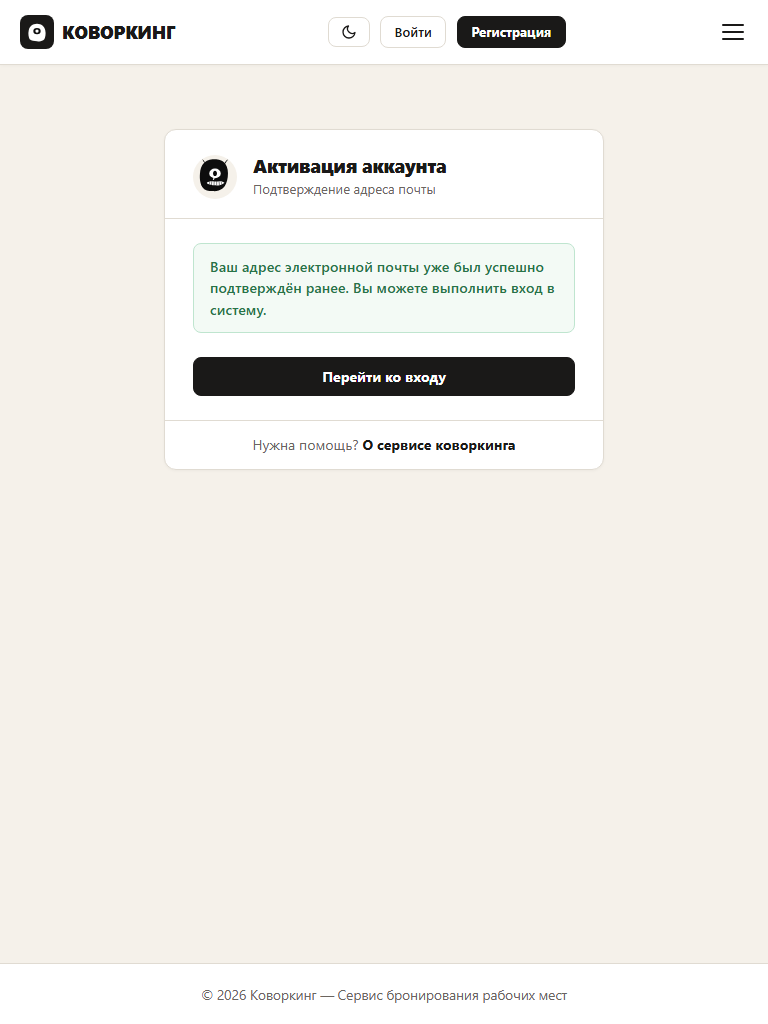 КОВОРКИНГ
Войти
Регистрация
Активация аккаунта
Подтверждение адреса почты
Ваш адрес электронной почты уже был успешно
подтверждён ранее. Вы можете выполнить вход в
систему.
Перейти ко входу
Нужна помощь? О сервисе коворкинга
© 2026 Коворкинг — Сервис бронирования рабочих мест